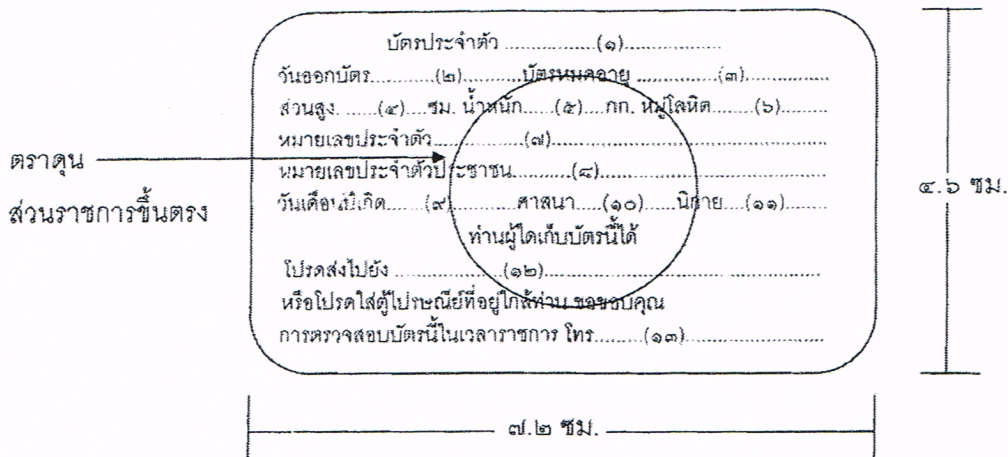 บัตรประจำตัว ...............(๑)................
วันออกบัตร.........(๒).........บัตรหมดอายุ ............(๓)............
ส่วนสูง. .....(๔)....ซม. น้ำหนัก.....(๕)....กก. หมู่โลหิต.......(๖)........
หมายเลขประจำตัว................(๗)................
หมายเลขประจำตัวประชาชน..........(๘)................
วันเดือนปีเกิด......(๙).........ศาสนา....(๑๐).....นิกาย....(๑๑)......
ท่านผู้ใดเก็บบัตรนี้ได้
โปรดส่งไปยัง ................(๑๒)................
หรือโปรดใส่ตู้ไปรษณีย์ที่อยู่ใกล้ท่าน ขอขอบคุณ
การตรวจสอบบัตรนี้ในเวลาราชการ โทร........(๑๓)................
ตราดุน
ส่วนราชการขึ้นตรง
๔.๖ ซม.
๗.๒ ซม.